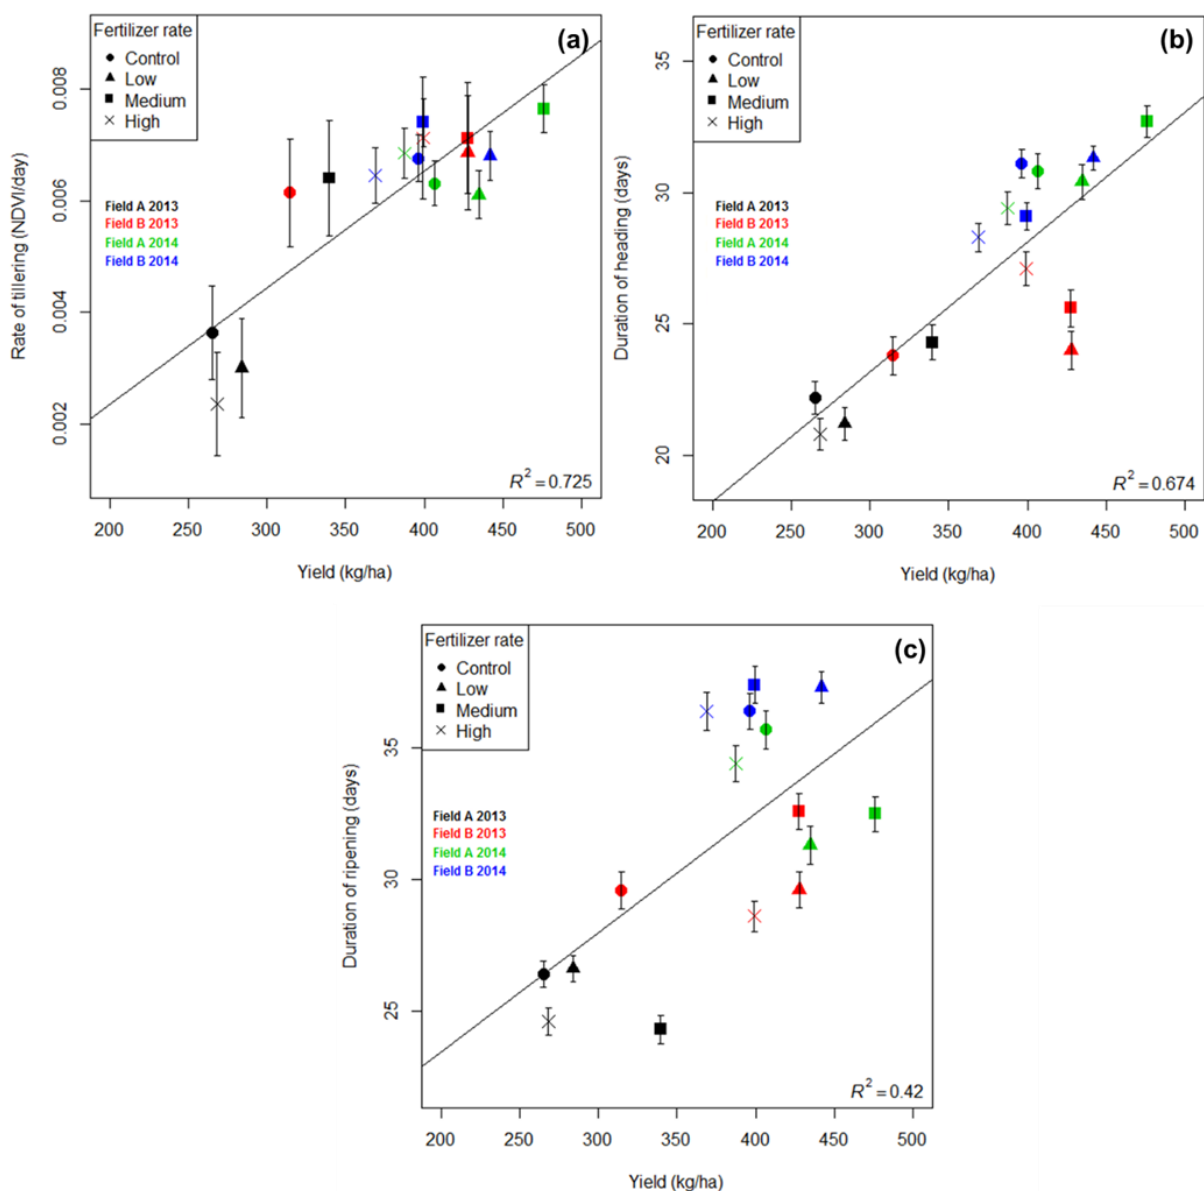 (a)
Fertilizer rate
Control
Low
Medium
High
Field A 2013
Field B 2013
Field A 2014
Field B 2014
Rate of tillering (NDVI/day)
0.008
0.006
0.004
0.002
R² = 0.725
200 250 300 350 400 450 500
Yield (kg/ha)
(b)
Fertilizer rate
Control
Low
Medium
High
Field A 2013
Field B 2013
Field A 2014
Field B 2014
Duration of heading (days)
35
30
25
20
R² = 0.674
200 250 300 350 400 450 500
Yield (kg/ha)
(c)
Fertilizer rate
Control
Low
Medium
High
Field A 2013
Field B 2013
Field A 2014
Field B 2014
Duration of ripening (days)
35
30
25
R² = 0.42
200 250 300 350 400 450 500
Yield (kg/ha)